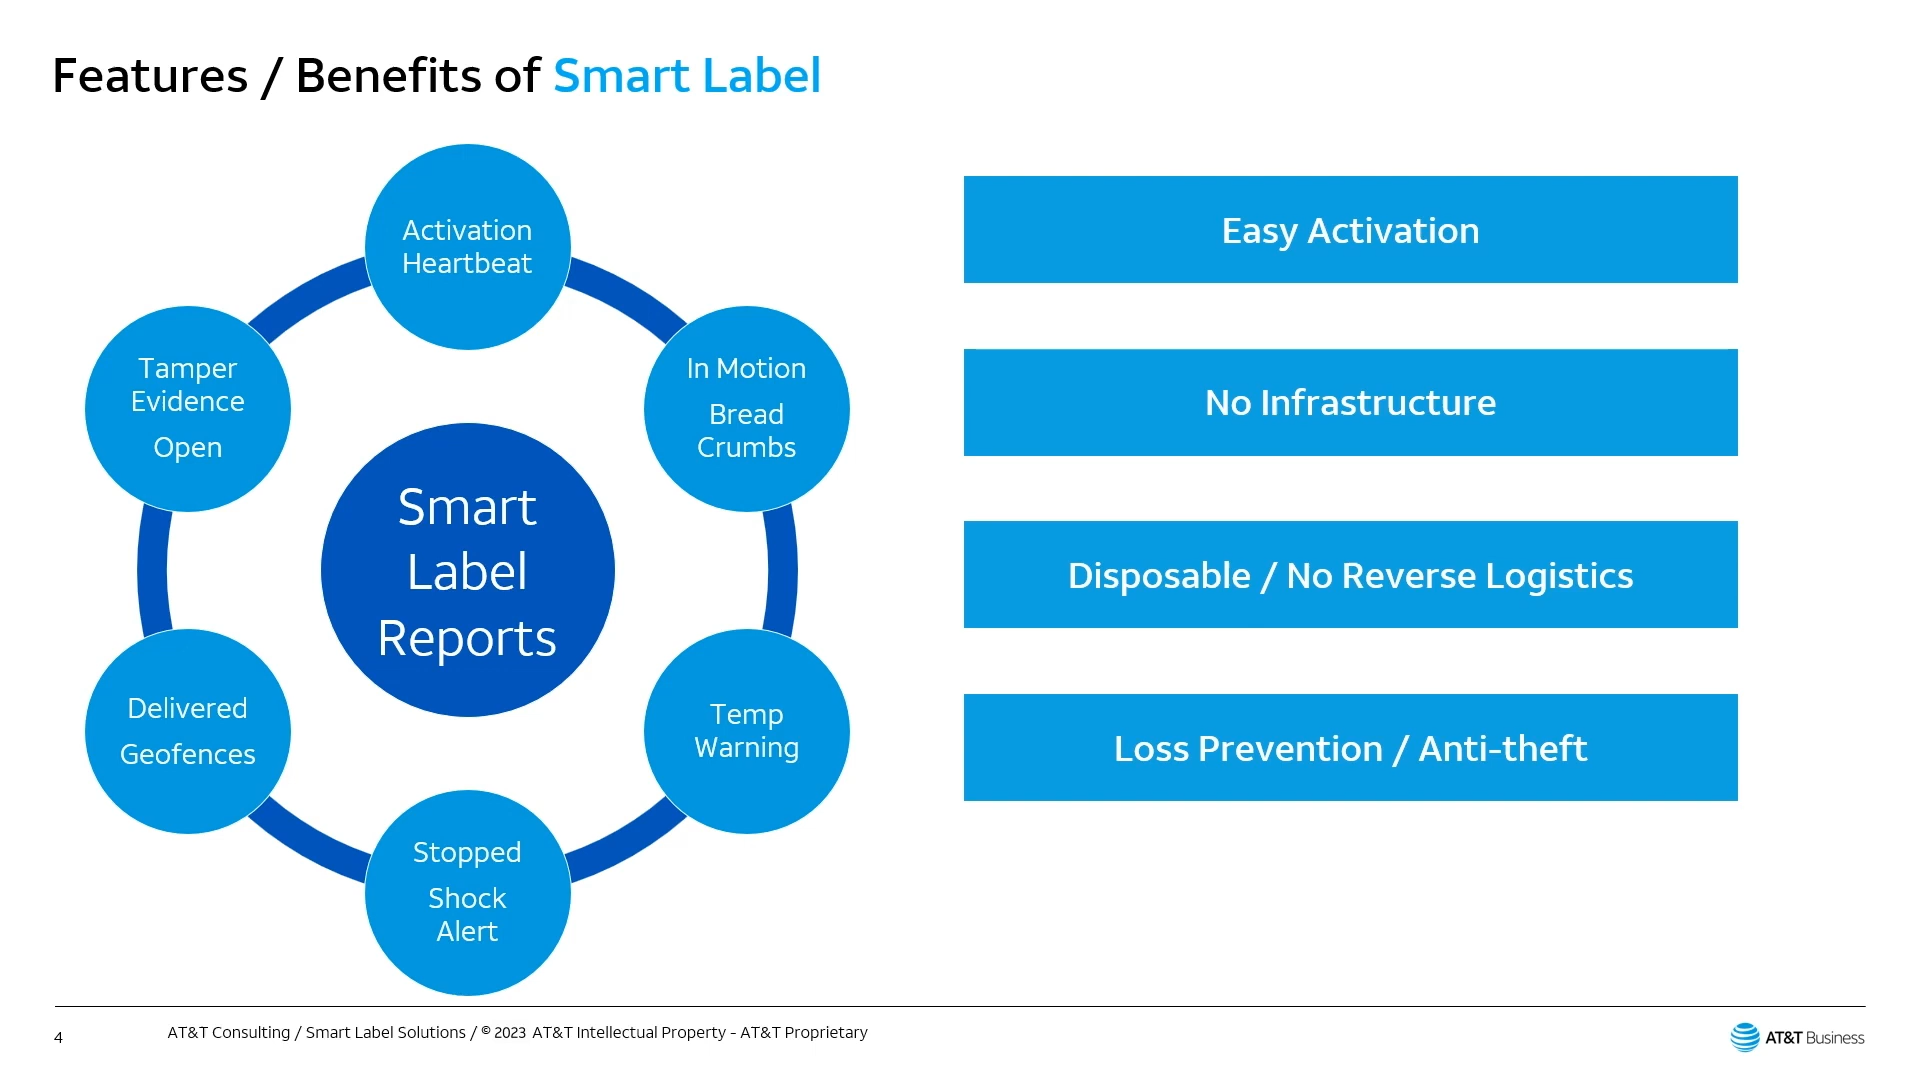 Features / Benefits of Smart Label
Activation
Heartbeat
In Motion
Bread
Crumbs
Temp
Warning
Stopped
Shock
Alert
Delivered
Geofences
Tamper
Evidence
Open
Smart
Label
Reports
Easy Activation
No Infrastructure
Disposable / No Reverse Logistics
Loss Prevention / Anti-theft
4
AT&T Consulting / Smart Label Solutions / © 2023 AT&T Intellectual Property - AT&T Proprietary
AT&T Business